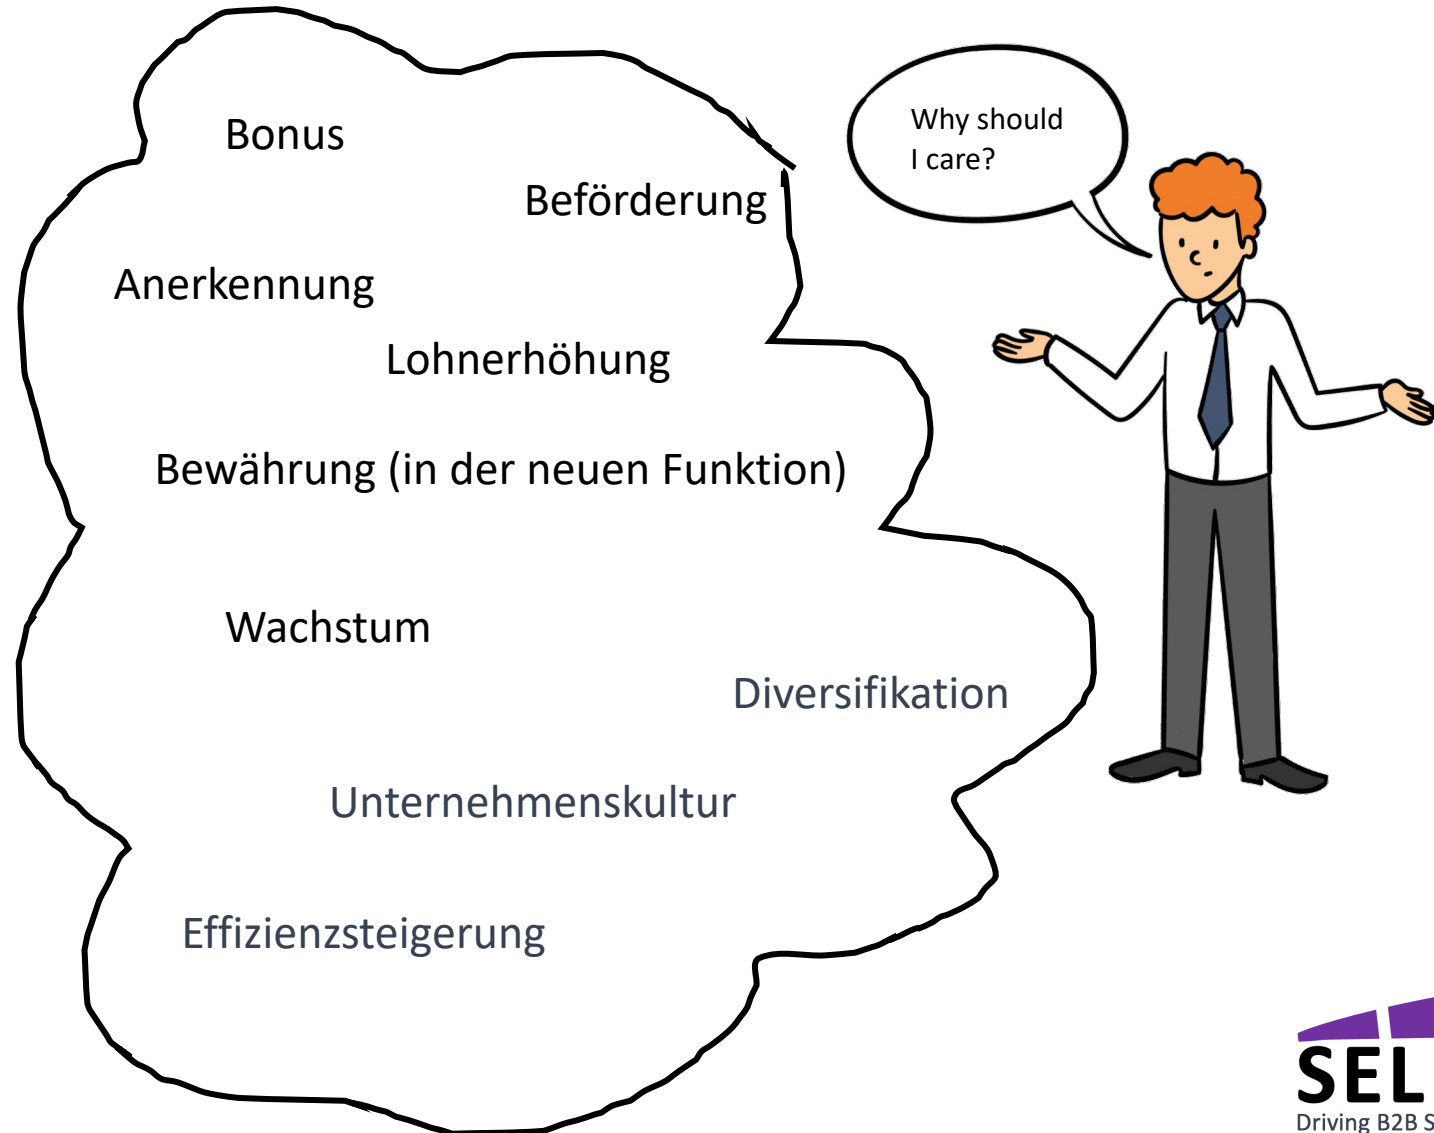 Bonus
Beförderung
Anerkennung
Lohnerhöhung
Bewährung (in der neuen Funktion)
Wachstum
Diversifikation
Unternehmenskultur
Effizienzsteigerung
Why should
I care?
SEL
Driving B2B S